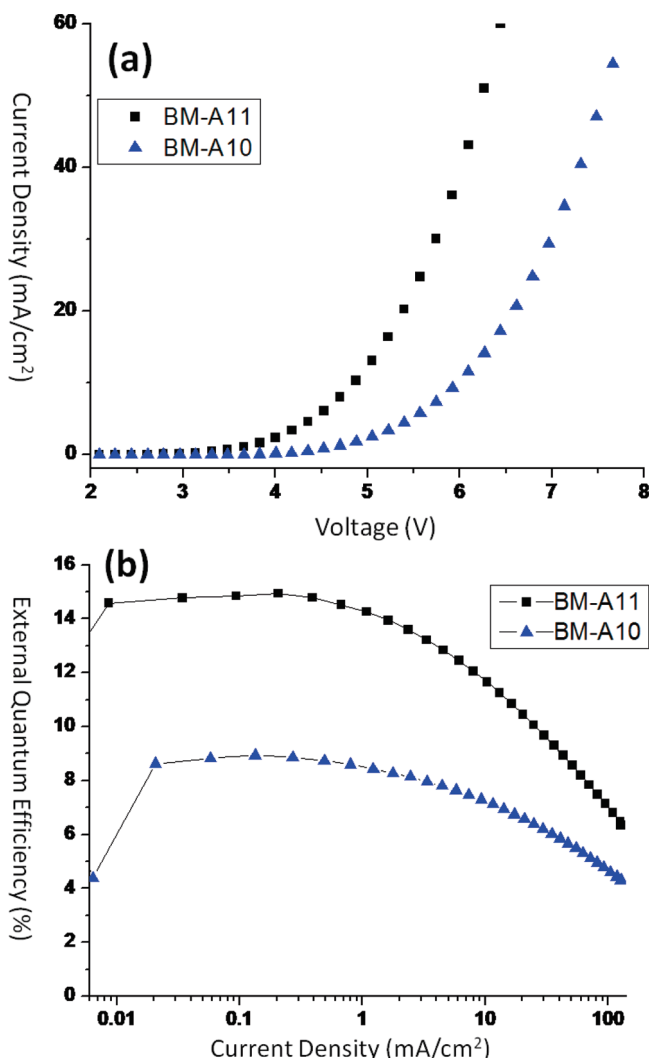 (a)
BM-A11
BM-A10
Current Density (mA/cm²)
60
40
20
0
2 3 4 5 6 7 8
Voltage (V)
(b)
BM-A11
BM-A10
External Quantum Efficiency (%)
16
14
12
10
8
6
4
2
0
0.01 0.1 1 10 100
Current Density (mA/cm²)